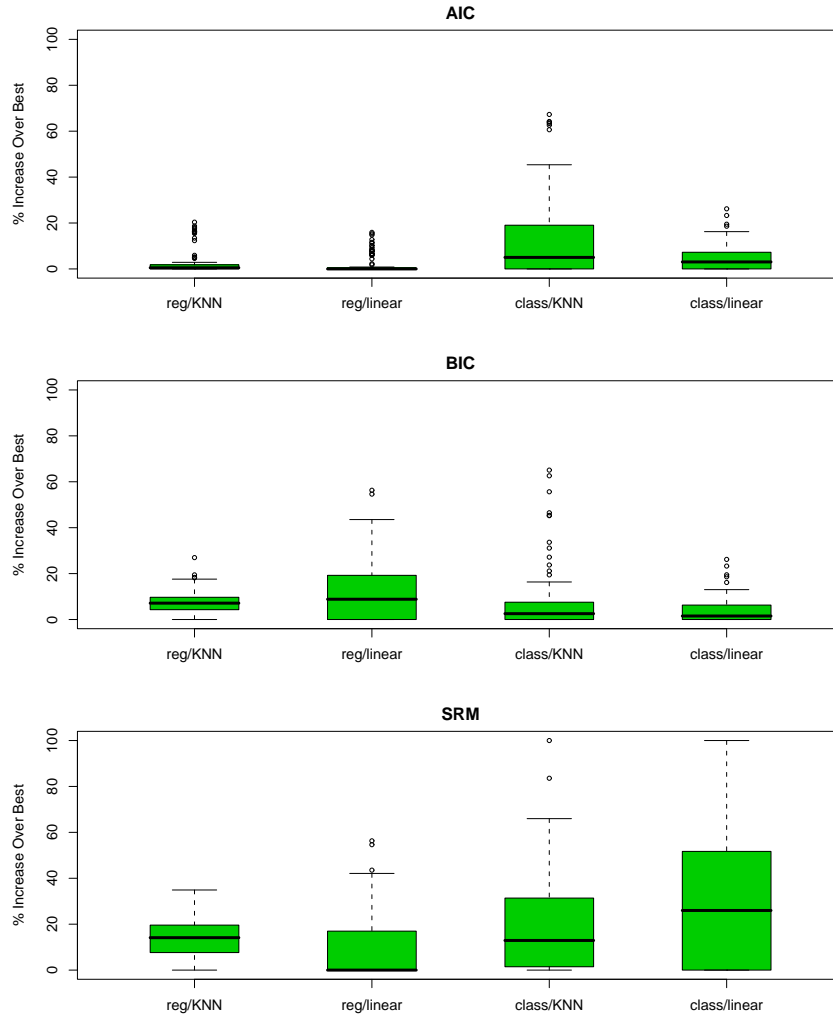 AIC
% Increase Over Best
100
80
60
40
20
0
reg/KNN reg/linear class/KNN class/linear
BIC
% Increase Over Best
100
80
60
40
20
0
reg/KNN reg/linear class/KNN class/linear
SRM
% Increase Over Best
100
80
60
40
20
0
reg/KNN reg/linear class/KNN class/linear